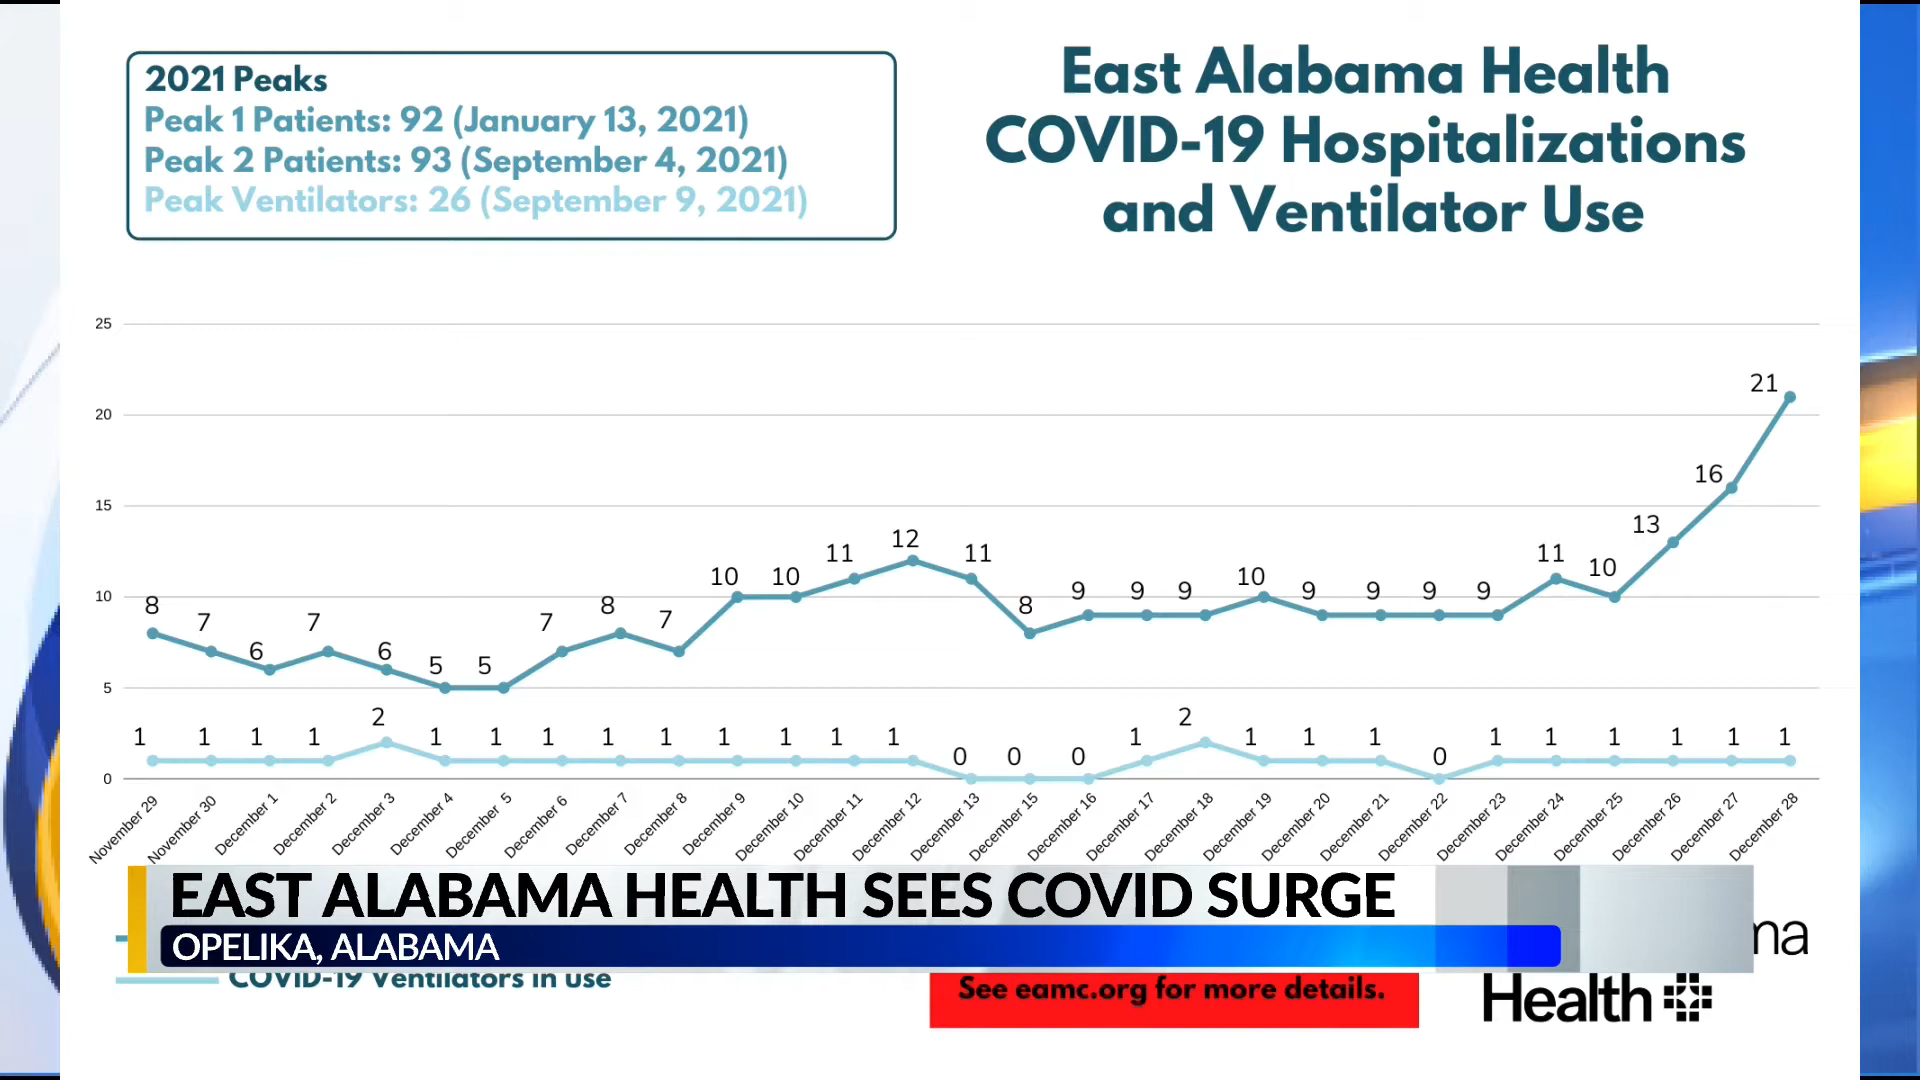 2021 Peaks
Peak 1 Patients: 92 (January 13, 2021)
Peak 2 Patients: 93 (September 4, 2021)
Peak Ventilators: 26 (September 9, 2021)
East Alabama Health
COVID-19 Hospitalizations
and Ventilator Use
25
20
15
10
5
0
8 7 6 7 6 5 5 7 8 7 10 10 11 12 11 8 9 9 9 10 9 9 9 9 11 10 13 16 21
1 1 1 1 2 1 1 1 1 1 1 1 1 1 0 0 0 1 2 1 1 1 0 1 1 1 1 1 1
November 29
November 30
December 1
December 2
December 3
December 4
December 5
December 6
December 7
December 8
December 9
December 10
December 11
December 12
December 13
December 15
December 16
December 17
December 18
December 19
December 20
December 21
December 22
December 23
December 24
December 25
December 26
December 27
December 28
EAST ALABAMA HEALTH SEES COVID SURGE
OPELIKA, ALABAMA
COVID-19 Ventilators in use
See eamc.org for more details.
Health